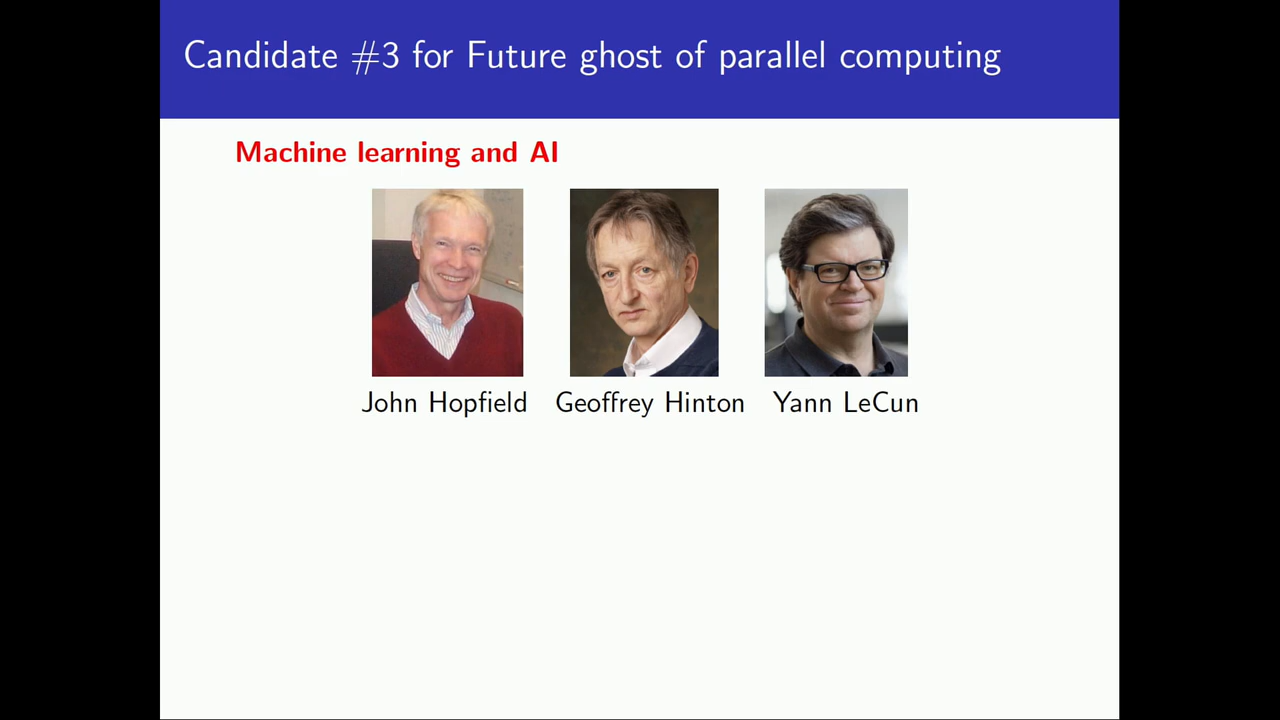 Candidate #3 for Future ghost of parallel computing
Machine learning and AI
John Hopfield Geoffrey Hinton Yann LeCun